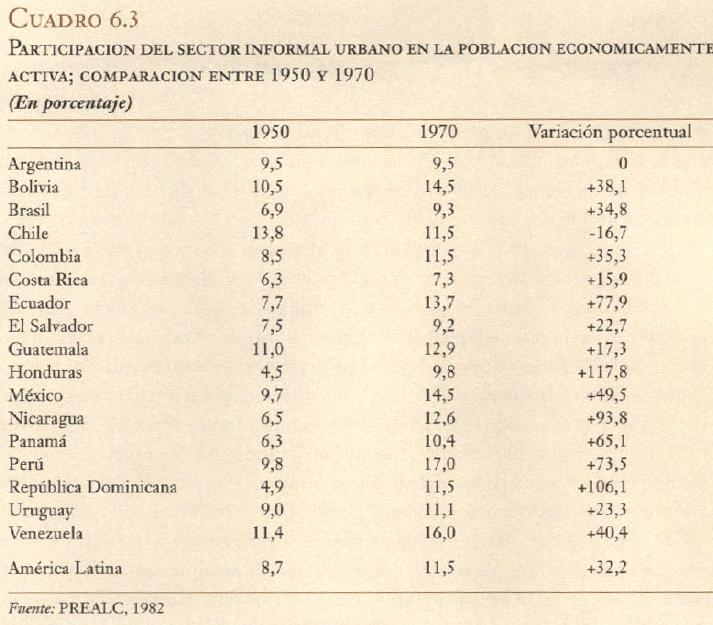 CUADRO 6.3
PARTICIPACION DEL SECTOR INFORMAL URBANO EN LA POBLACION ECONOMICAMENTE
ACTIVA; COMPARACION ENTRE 1950 Y 1970
(En porcentaje)
1950 1970 Variación porcentual
Argentina 9,5 9,5 0
Bolivia 10,5 14,5 +38,1
Brasil 6,9 9,3 +34,8
Chile 13,8 11,5 -16,7
Colombia 8,5 11,5 +35,3
Costa Rica 6,3 7,3 +15,9
Ecuador 7,7 13,7 +77,9
El Salvador 7,5 9,2 +22,7
Guatemala 11,0 12,9 +17,3
Honduras 4,5 9,8 +117,8
México 9,7 14,5 +49,5
Nicaragua 6,5 12,6 +93,8
Panamá 6,3 10,4 +65,1
Perú 9,8 17,0 +73,5
República Dominicana 4,9 11,5 +106,1
Uruguay 9,0 11,1 +23,3
Venezuela 11,4 16,0 +40,4
América Latina 8,7 11,5 +32,2
Fuente: PREALC, 1982